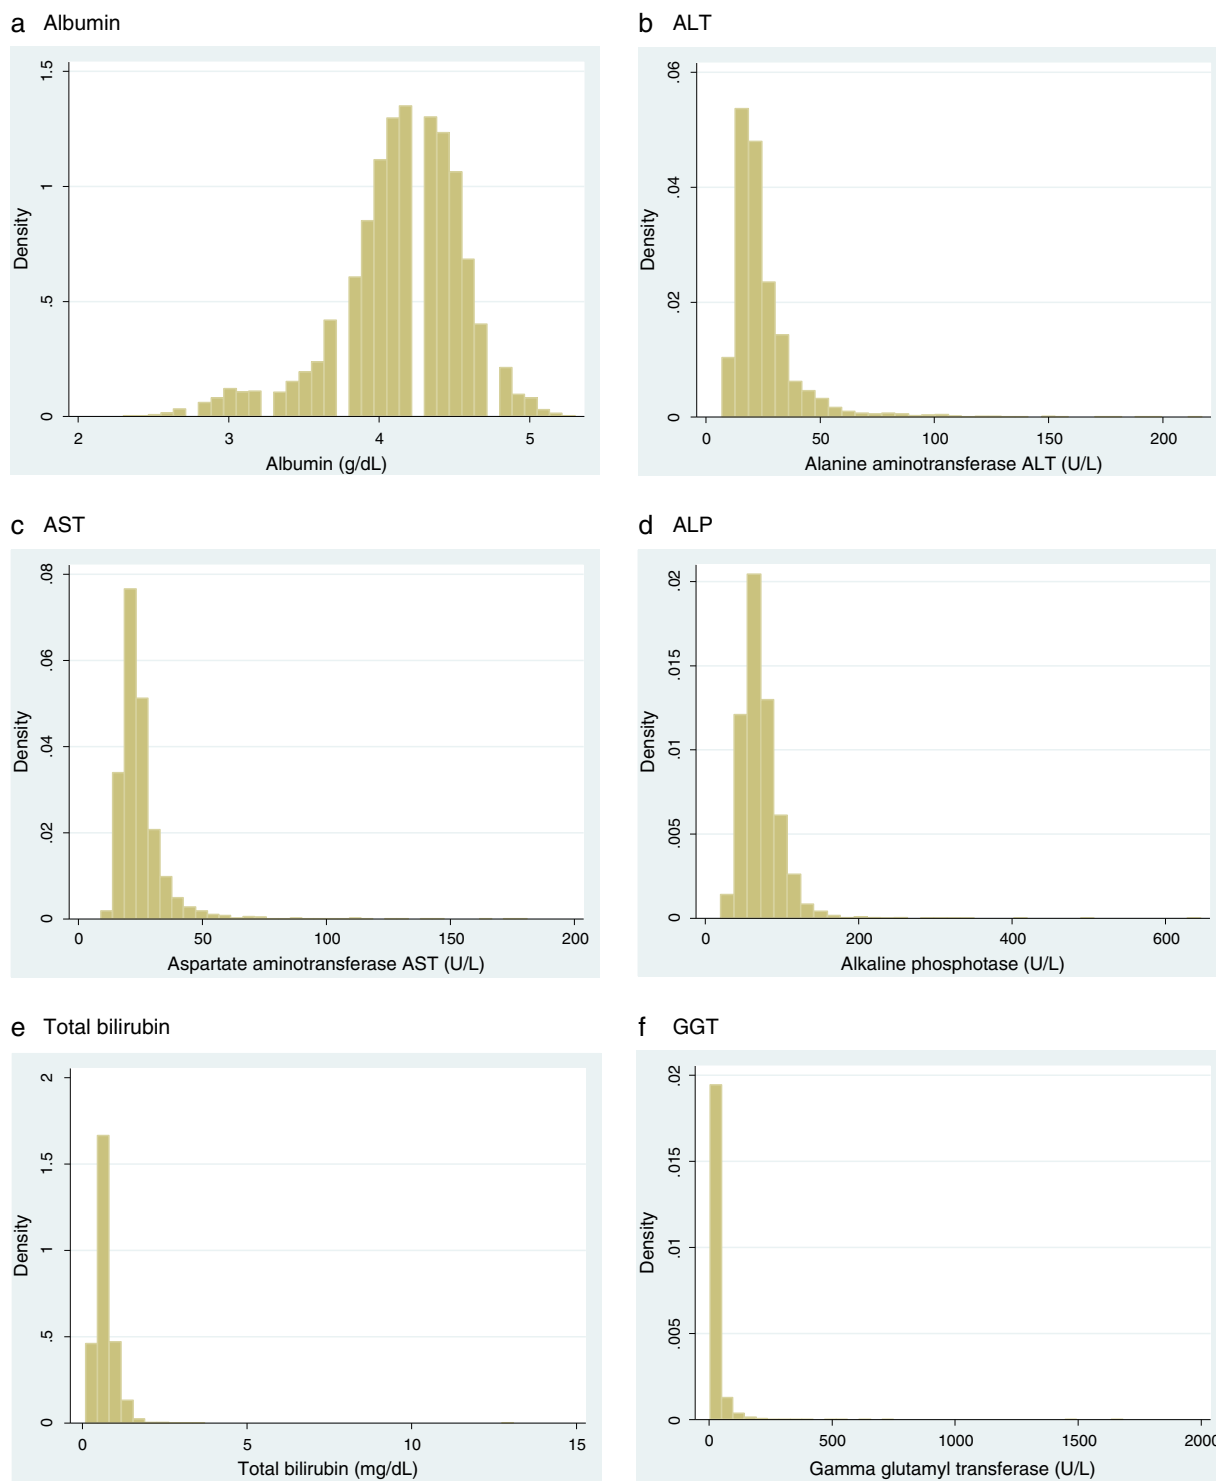 a Albumin
1.5
1
.5
0
Density
2 3 4 5
Albumin (g/dL)
b ALT
.06
.04
.02
0
Density
0 50 100 150 200
Alanine aminotransferase ALT (U/L)
c AST
.08
.06
.04
.02
0
Density
0 50 100 150 200
Aspartate aminotransferase AST (U/L)
d ALP
.02
.015
.01
.005
0
Density
0 200 400 600
Alkaline phosphotase (U/L)
e Total bilirubin
2
1.5
1
.5
0
Density
0 5 10 15
Total bilirubin (mg/dL)
f GGT
.02
.015
.01
.005
0
Density
0 500 1000 1500 2000
Gamma glutamyl transferase (U/L)